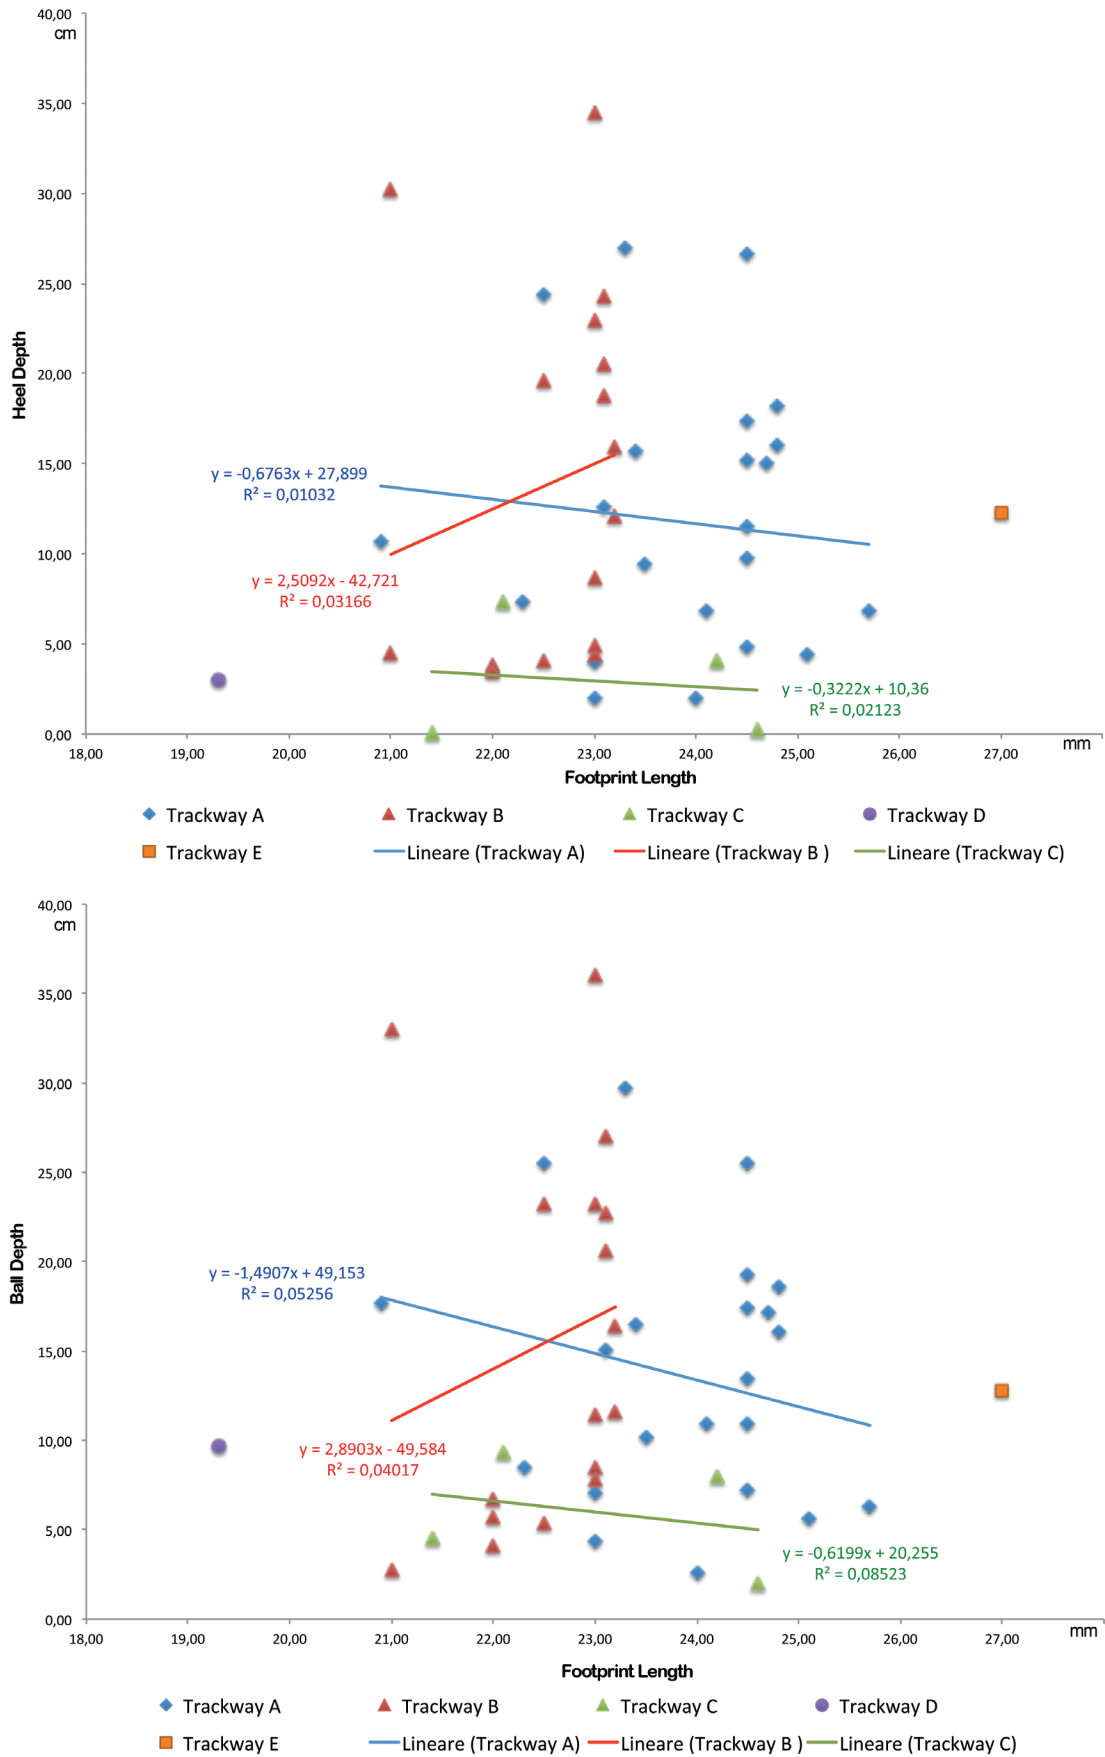 40,00
cm
35,00
30,00
25,00
20,00
15,00
10,00
5,00
0,00
Heel Depth
y = -0,6763x + 27,899
R² = 0,01032
y = 2,5092x - 42,721
R² = 0,03166
y = -0,3222x + 10,36
R² = 0,02123
18,00 19,00 20,00 21,00 22,00 23,00 24,00 25,00 26,00 27,00 mm
Footprint Length
Trackway A Trackway B Trackway C Trackway D
Trackway E Lineare (Trackway A) Lineare (Trackway B ) Lineare (Trackway C)
40,00
cm
35,00
30,00
25,00
20,00
15,00
10,00
5,00
0,00
Ball Depth
y = -1,4907x + 49,153
R² = 0,05256
y = 2,8903x - 49,584
R² = 0,04017
y = -0,6199x + 20,255
R² = 0,08523
18,00 19,00 20,00 21,00 22,00 23,00 24,00 25,00 26,00 27,00 mm
Footprint Length
Trackway A Trackway B Trackway C Trackway D
Trackway E Lineare (Trackway A) Lineare (Trackway B ) Lineare (Trackway C)